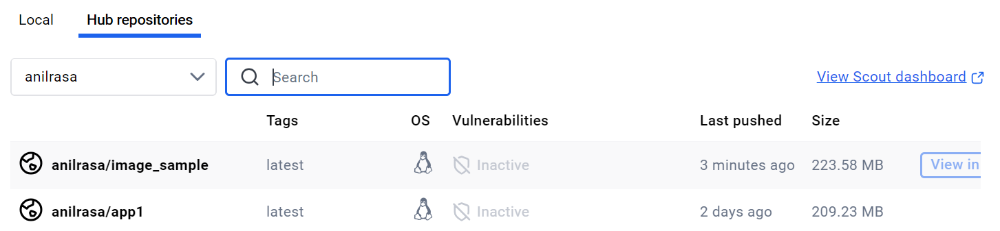 Local Hub repositories
anilrasa Search View Scout dashboard
Tags OS Vulnerabilities Last pushed Size
anilrasa/image_sample latest Inactive 3 minutes ago 223.58 MB View in
anilrasa/app1 latest Inactive 2 days ago 209.23 MB